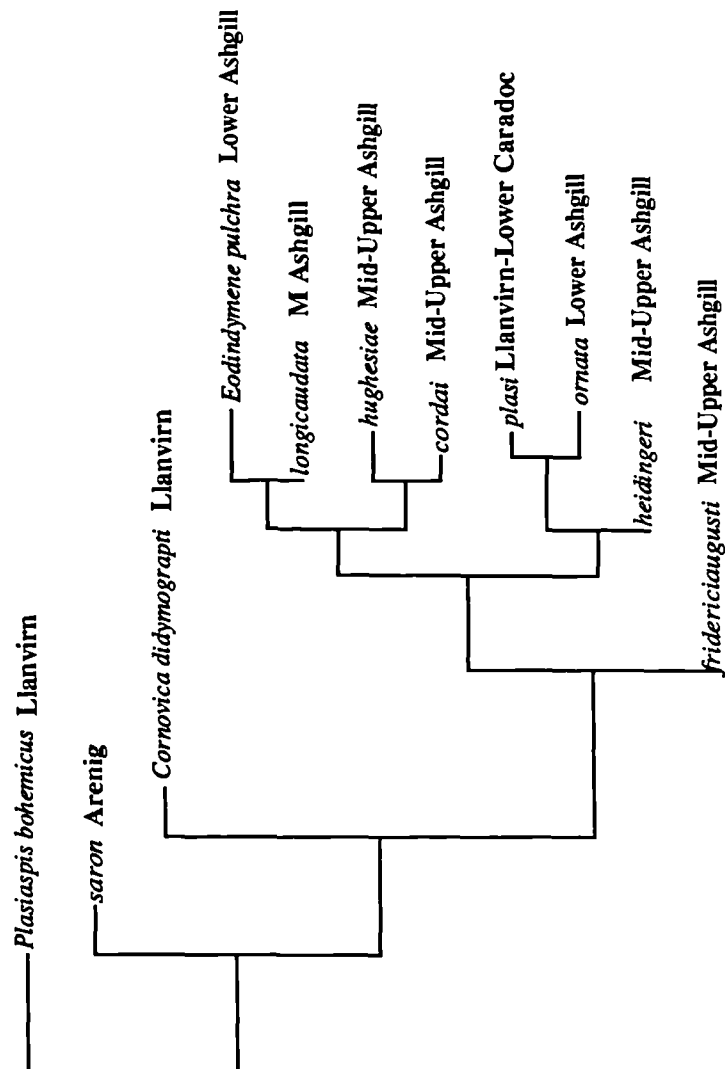 Plasiaspis bohemicus Llanvirn
saron Arenig
Cornovica didymograpti Llanvirn
Eodindymene pulchra Lower Ashgill
longicaudata M Ashgill
hughesiae Mid-Upper Ashgill
cordai Mid-Upper Ashgill
plasi Llanvirn-Lower Caradoc
ornata Lower Ashgill
heidingeri Mid-Upper Ashgill
fridericiaugusti Mid-Upper Ashgill